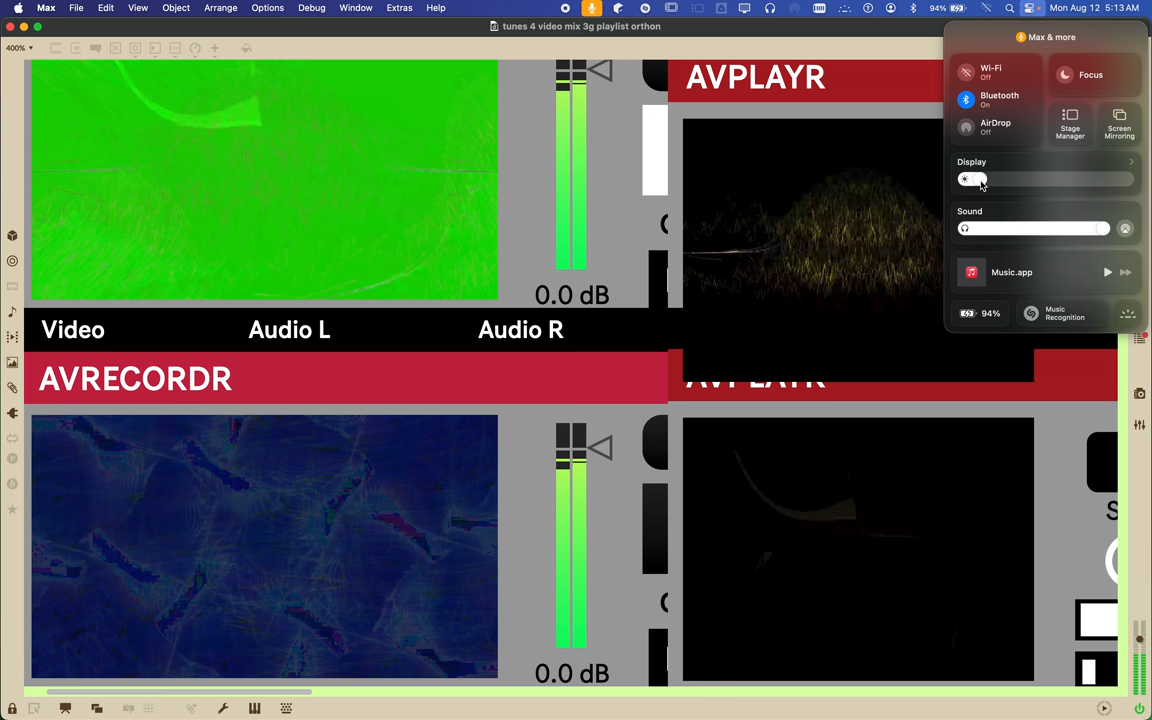 Max File Edit View Object Arrange Options Debug Window Extras Help 94% Mon Aug 12 5:13 AM
tunes 4 video mix 3g playlist orthon
400%
Max & more
Wi-Fi
Off
Bluetooth
On
AirDrop
Off
Focus
Stage
Manager
Screen
Mirroring
Display
Sound
Music.app
94%
Music
Recognition
AVPLAYR
0.0 dB
Video Audio L Audio R
AVRECORDR
AVPLAYR
0.0 dB